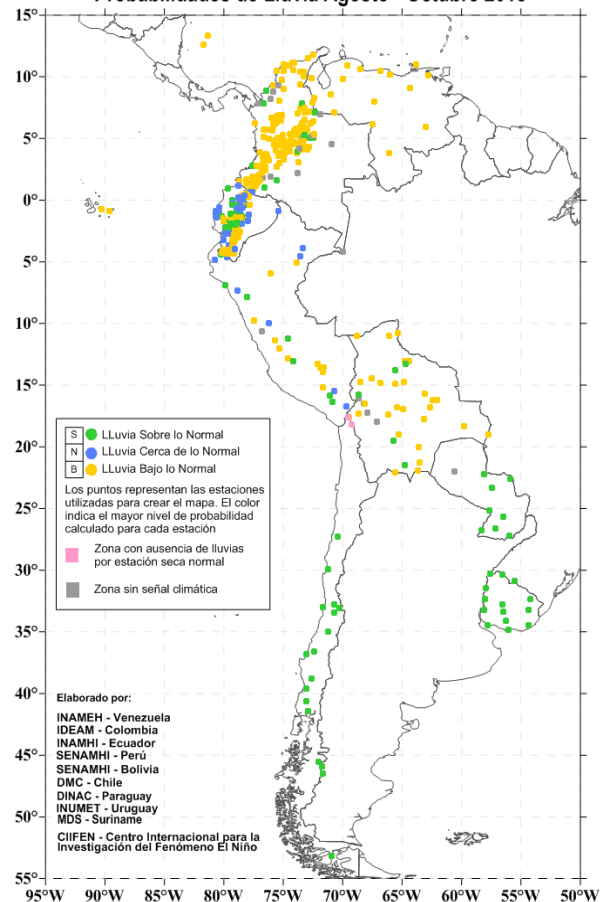 Probabilidades de Lluvia Agosto - Octubre
15°
10°
5°
0°
5°
10°
15°
20°
25°
30°
35°
40°
45°
50°
55°
S LLuvia Sobre lo Normal
N LLuvia Cerca de lo Normal
B LLuvia Bajo lo Normal
Los puntos representan las estaciones
utilizadas para crear el mapa. El color
indica el mayor nivel de probabilidad
calculado para cada estación
Zona con ausencia de lluvias
por estación seca normal
Zona sin señal climática
Elaborado por:
INAMEH - Venezuela
IDEAM - Colombia
INAMHI - Ecuador
SENAMHI - Perú
SENAMHI - Bolivia
DMC - Chile
DINAC - Paraguay
INUMET - Uruguay
MDS - Suriname
CIIFEN - Centro Internacional para la
Investigación del Fenómeno El Niño
95°W 90°W 85°W 80°W 75°W 70°W 65°W 60°W 55°W 50°W